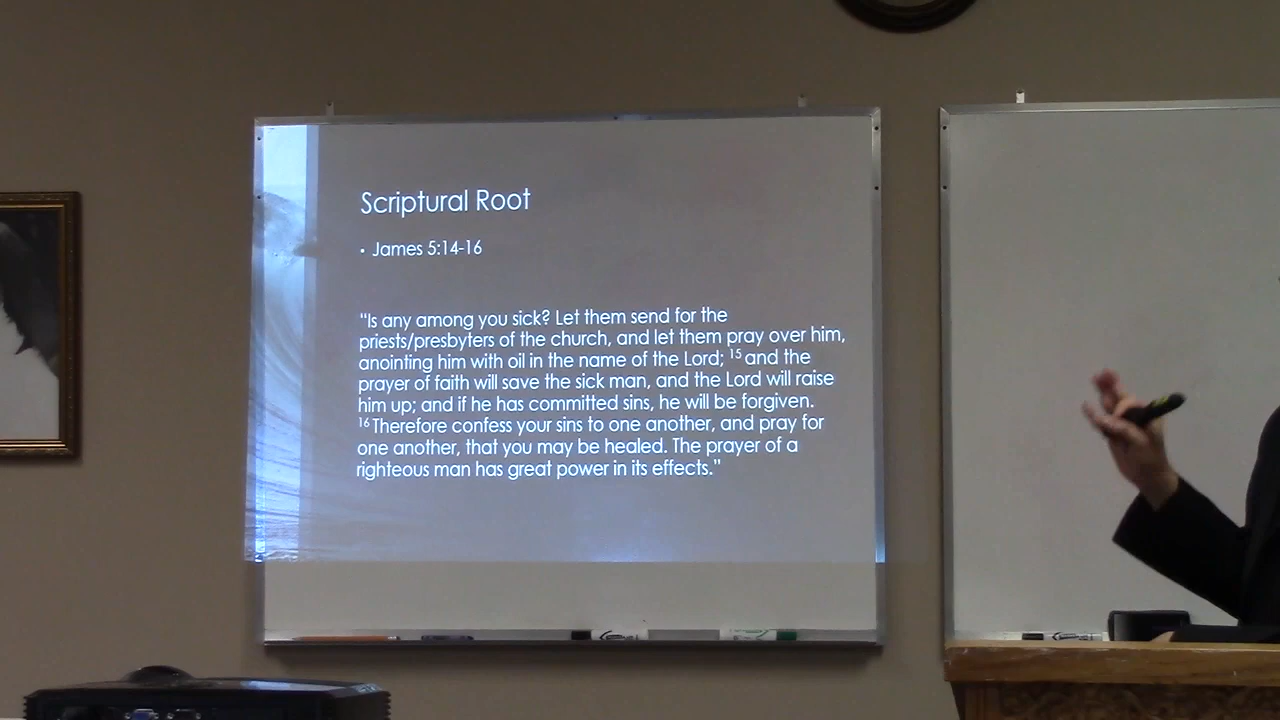 Scriptural Root
• James 5:14-16
"Is any among you sick? Let them send for the
priests/presbyters of the church, and let them pray over him,
anointing him with oil in the name of the Lord; 15 and the
prayer of faith will save the sick man, and the Lord will raise
him up; and if he has committed sins, he will be forgiven.
16 Therefore confess your sins to one another, and pray for
one another, that you may be healed. The prayer of a
righteous man has great power in its effects."